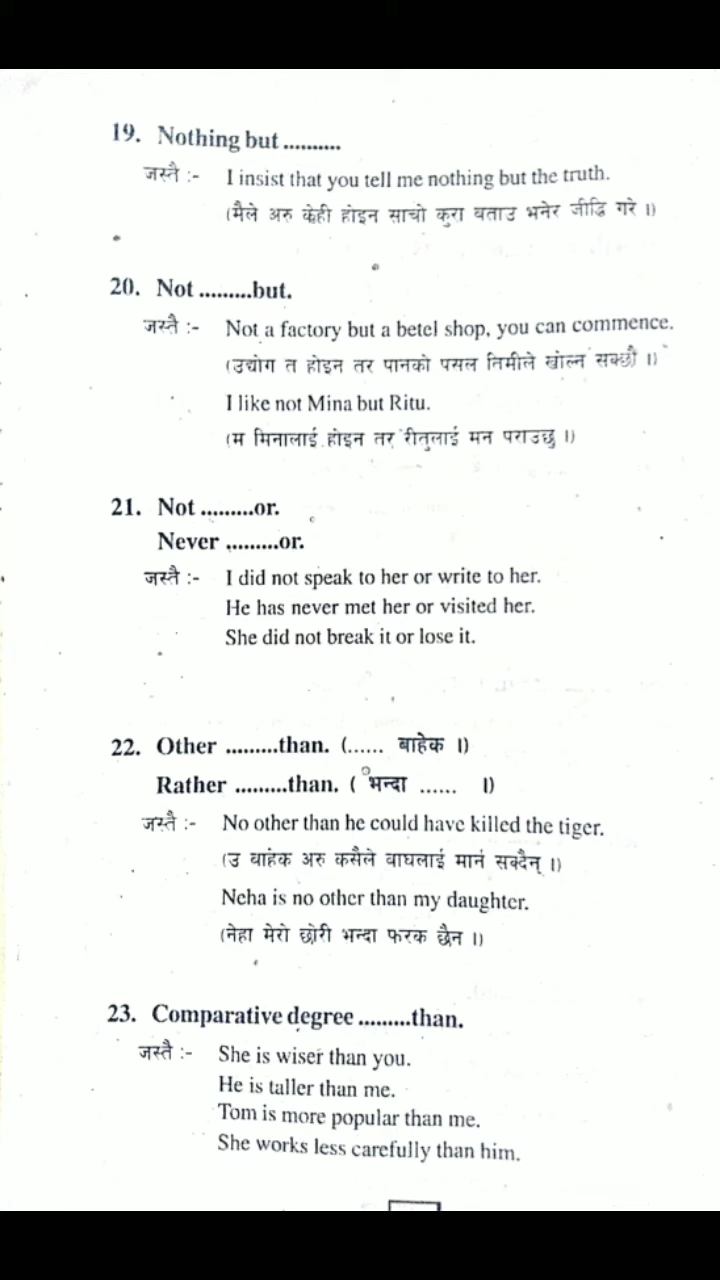 19. Nothing but ..........
जस्तै :- I insist that you tell me nothing but the truth.
(मैले अरु केही होइन साचो कुरा बताउ भनेर जीद्धि गरे ।)
20. Not .........but.
जस्तै :- Not a factory but a betel shop, you can commence.
(उद्योग त होइन तर पानको पसल तिमीले खोल्न सक्छौ ।)
I like not Mina but Ritu.
(म मिनालाई होइन तर रीतुलाई मन पराउछु ।)
21. Not .........or.
Never .........or.
जस्तै :- I did not speak to her or write to her.
He has never met her or visited her.
She did not break it or lose it.
22. Other .........than. (...... बाहेक ।)
Rather .........than. ( भन्दा ...... ।)
जस्तै :- No other than he could have killed the tiger.
(उ बाहेक अरु कसैले बाघलाई मार्न सक्दैन् ।)
Neha is no other than my daughter.
(नेहा मेरो छोरी भन्दा फरक छैन ।)
23. Comparative degree .........than.
जस्तै :- She is wiser than you.
He is taller than me.
Tom is more popular than me.
She works less carefully than him.